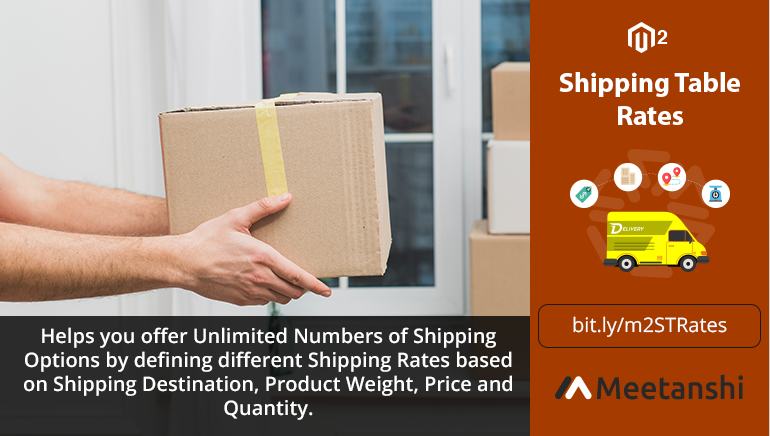 2
Shipping Table
Rates
DELIVERY
bit.ly/m2STRates
Meetanshi
Helps you offer Unlimited Numbers of Shipping
Options by defining different Shipping Rates based
on Shipping Destination, Product Weight, Price and
Quantity.